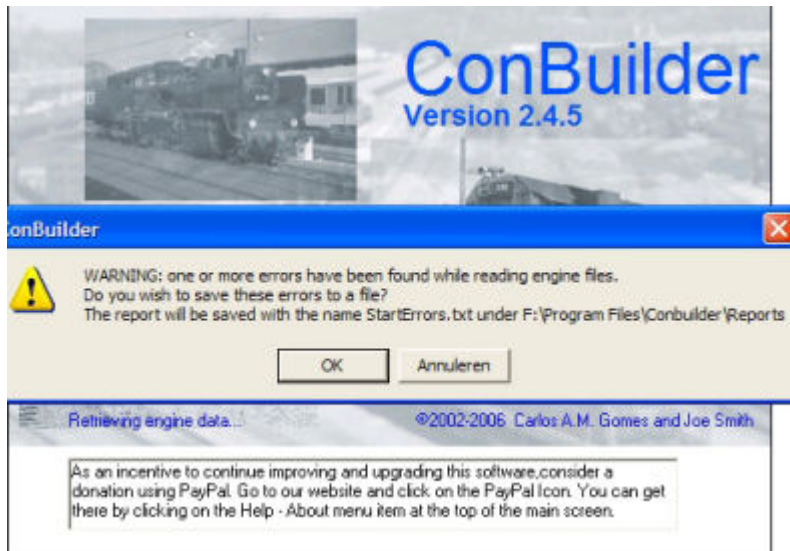 ConBuilder
Version 2.4.5
ConBuilder
WARNING: one or more errors have been found while reading engine files.
Do you wish to save these errors to a file?
The report will be saved with the name StartErrors.txt under F:\Program Files\Conbuilder\Reports
OK
Annuleren
Retrieving engine data...
©2002-2006 Carlos A.M. Gomes and Joe Smith
As an incentive to continue improving and upgrading this software,consider a
donation using PayPal. Go to our website and click on the PayPal Icon. You can get
there by clicking on the Help - About menu item at the top of the main screen.